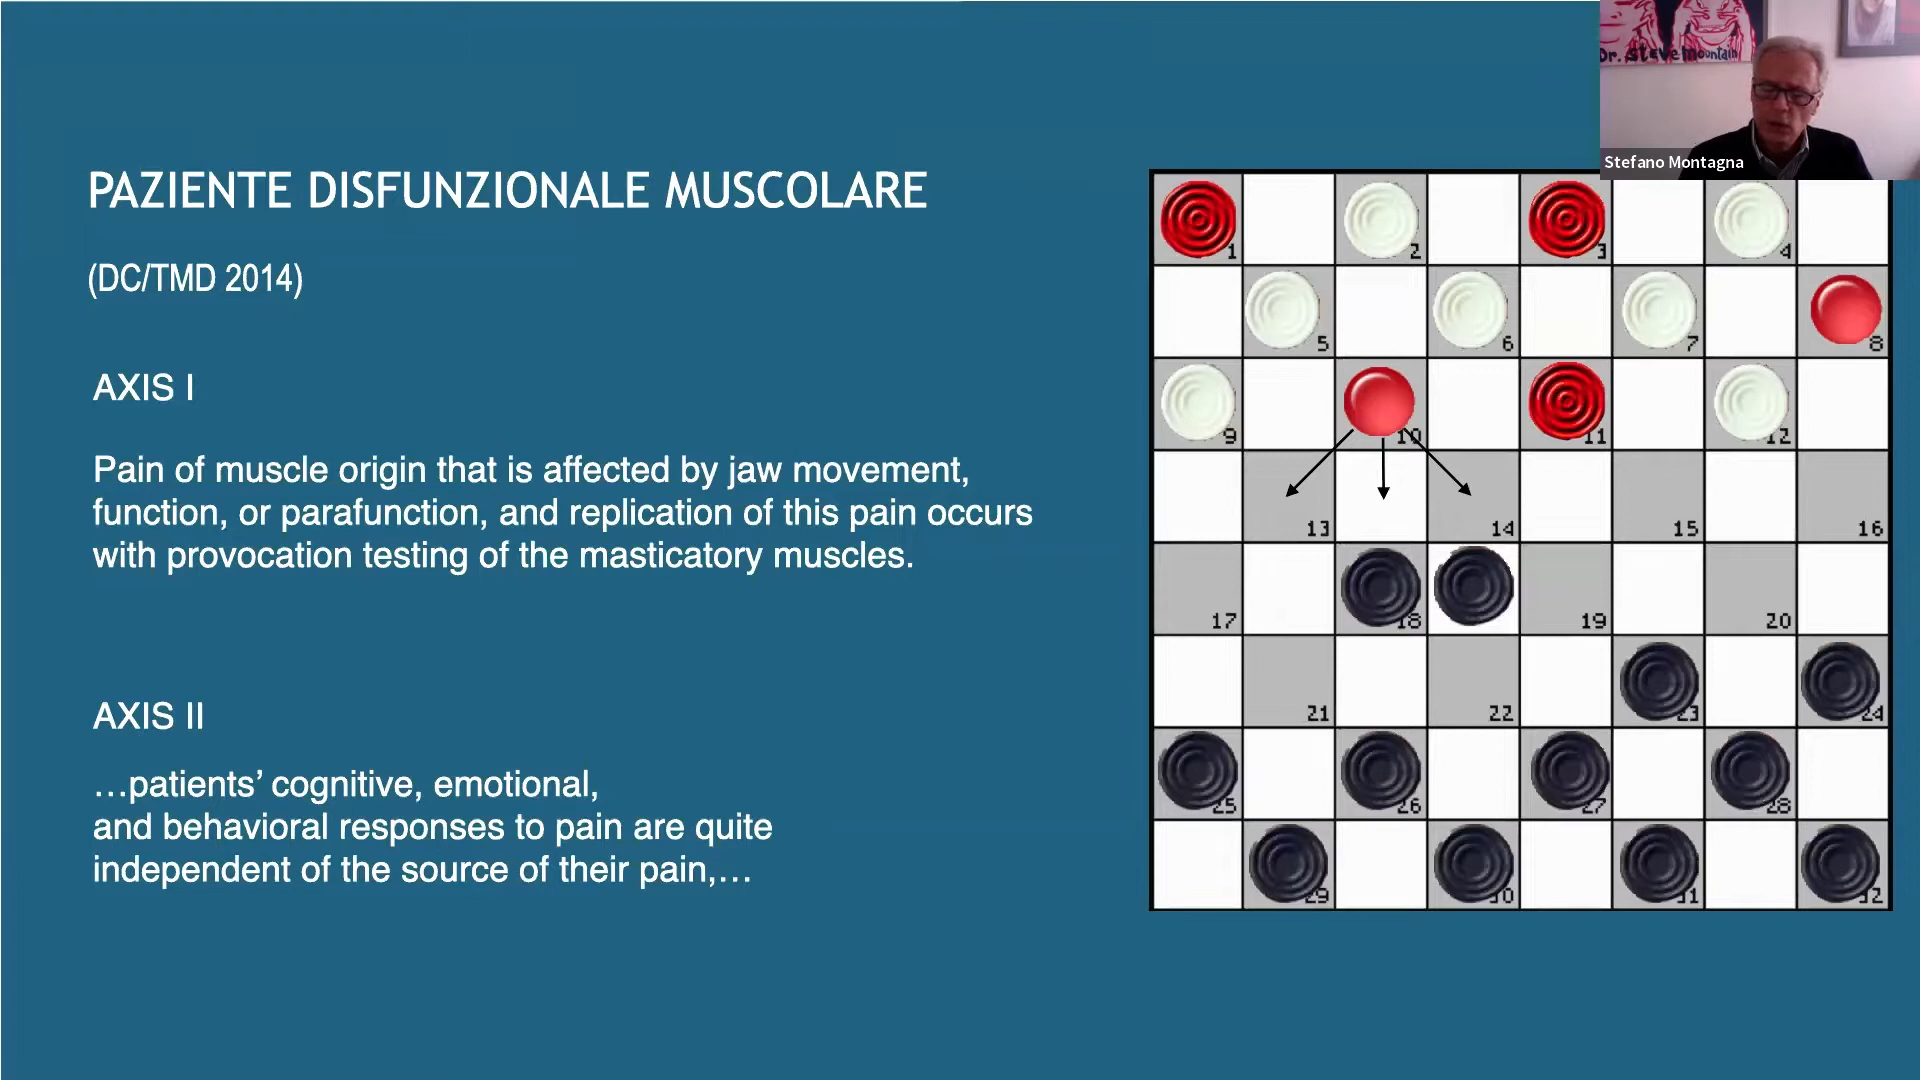 Dr. steve mountain
Stefano Montagna
PAZIENTE DISFUNZIONALE MUSCOLARE
(DC/TMD 2014)
AXIS I
Pain of muscle origin that is affected by jaw movement,
function, or parafunction, and replication of this pain occurs
with provocation testing of the masticatory muscles.
AXIS II
…patients’ cognitive, emotional,
and behavioral responses to pain are quite
independent of the source of their pain,…
1 2 3 4
5 6 7 8
9 10 11 12
13 14 15 16
17 18 19 20
21 22 23 24
25 26 27 28
29 30 31 32